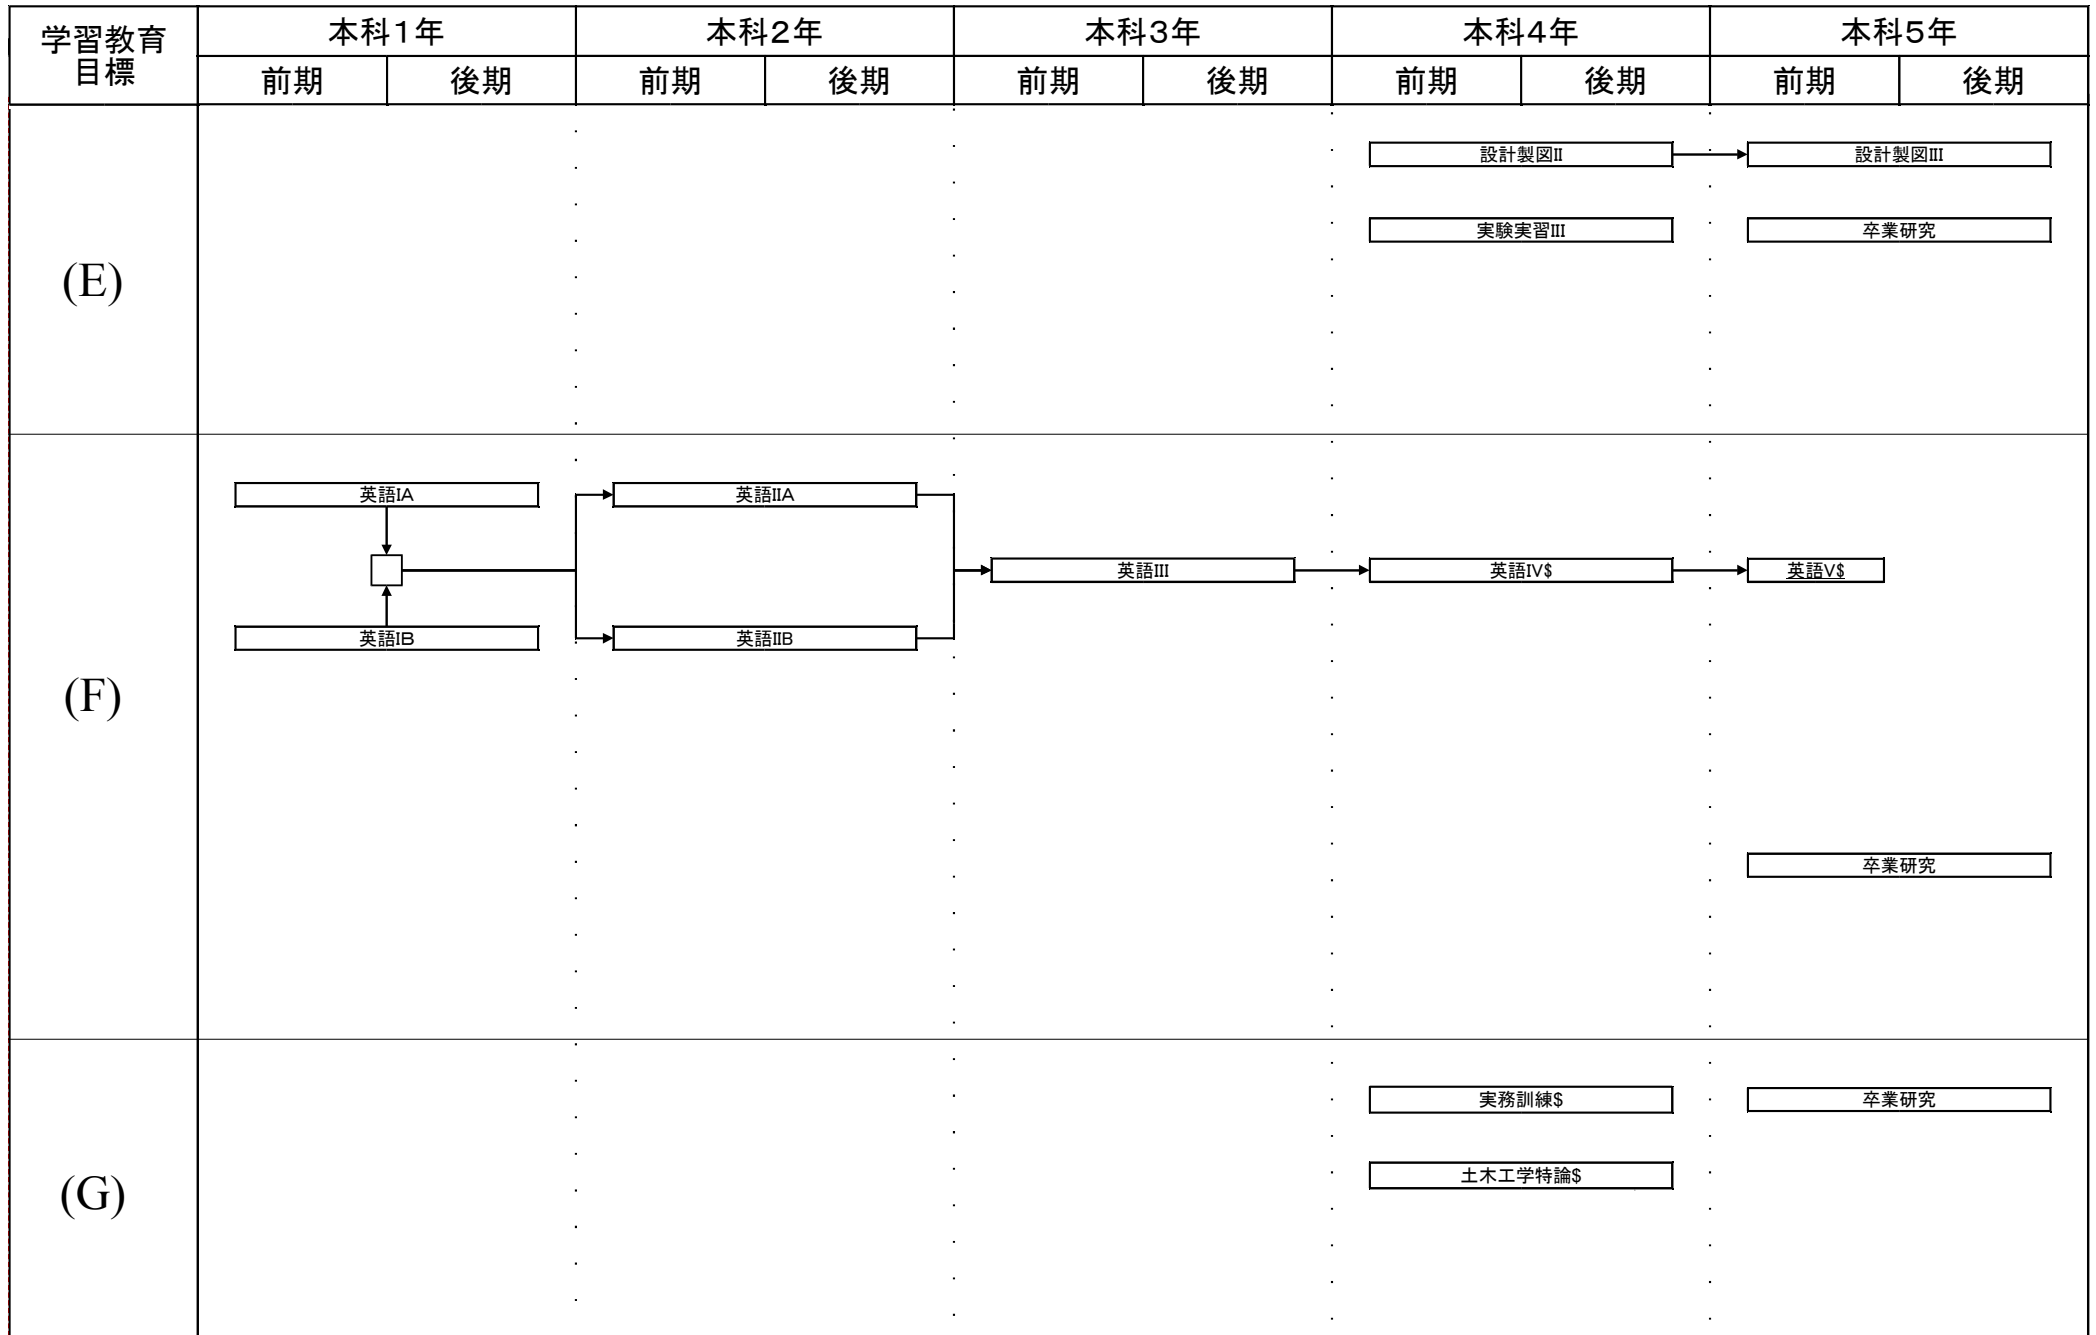 学習教育
目標
本科1年
本科2年
本科3年
本科4年
本科5年
前期
後期
前期
後期
前期
後期
前期
後期
前期
後期
(E)
設計製図II
設計製図III
実験実習III
卒業研究
(F)
英語IA
英語IIA
英語III
英語IV$
英語V$
英語IB
英語IIB
卒業研究
(G)
実務訓練$
卒業研究
土木工学特論$